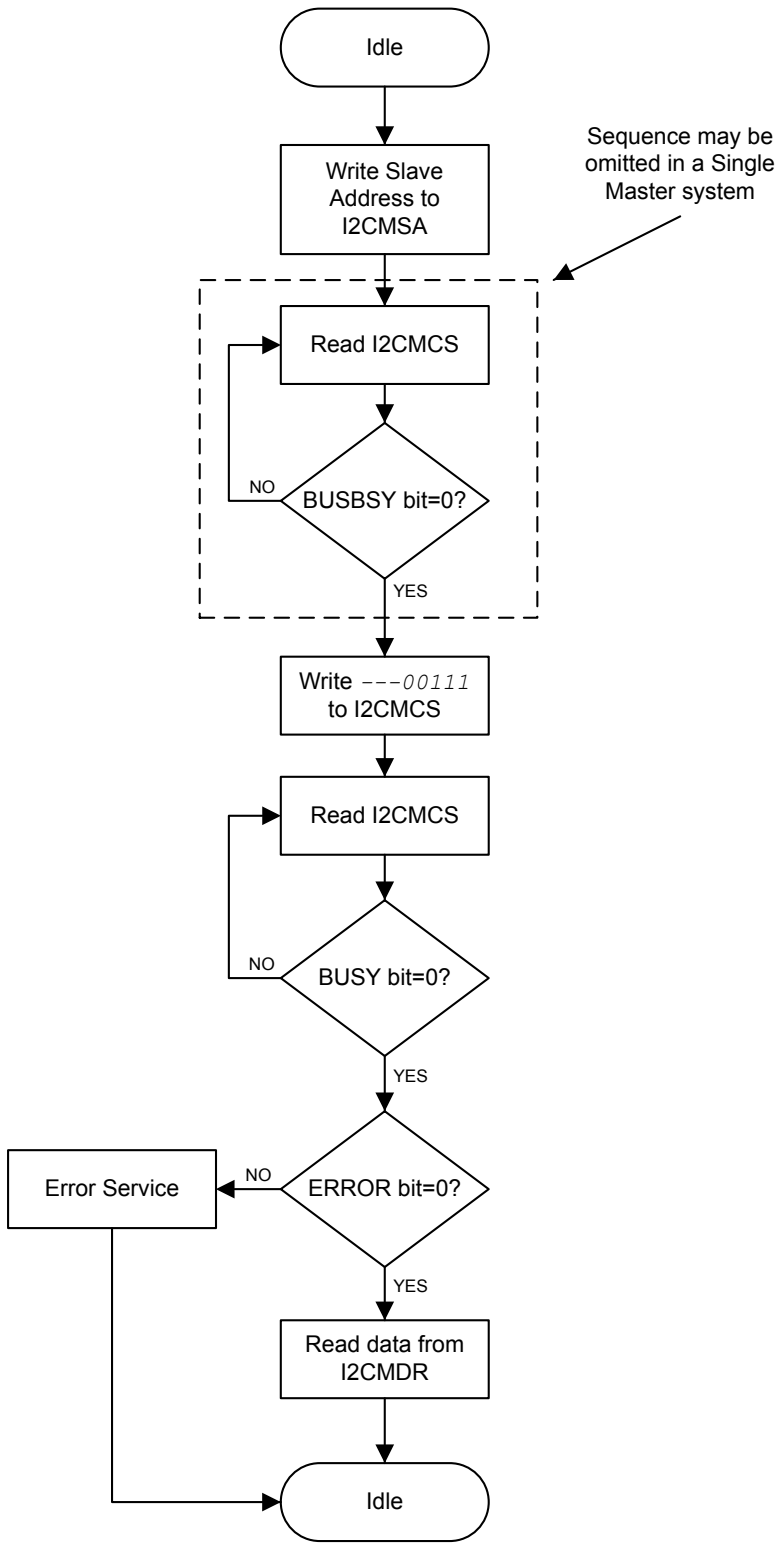 Idle
Write Slave
Address to
I2CMSA
Sequence may be
omitted in a Single
Master system
Read I2CMCS
BUSBSY bit=0?
NO
YES
Write ---00111
to I2CMCS
Read I2CMCS
BUSY bit=0?
NO
YES
ERROR bit=0?
NO
Error Service
YES
Read data from
I2CMDR
Idle